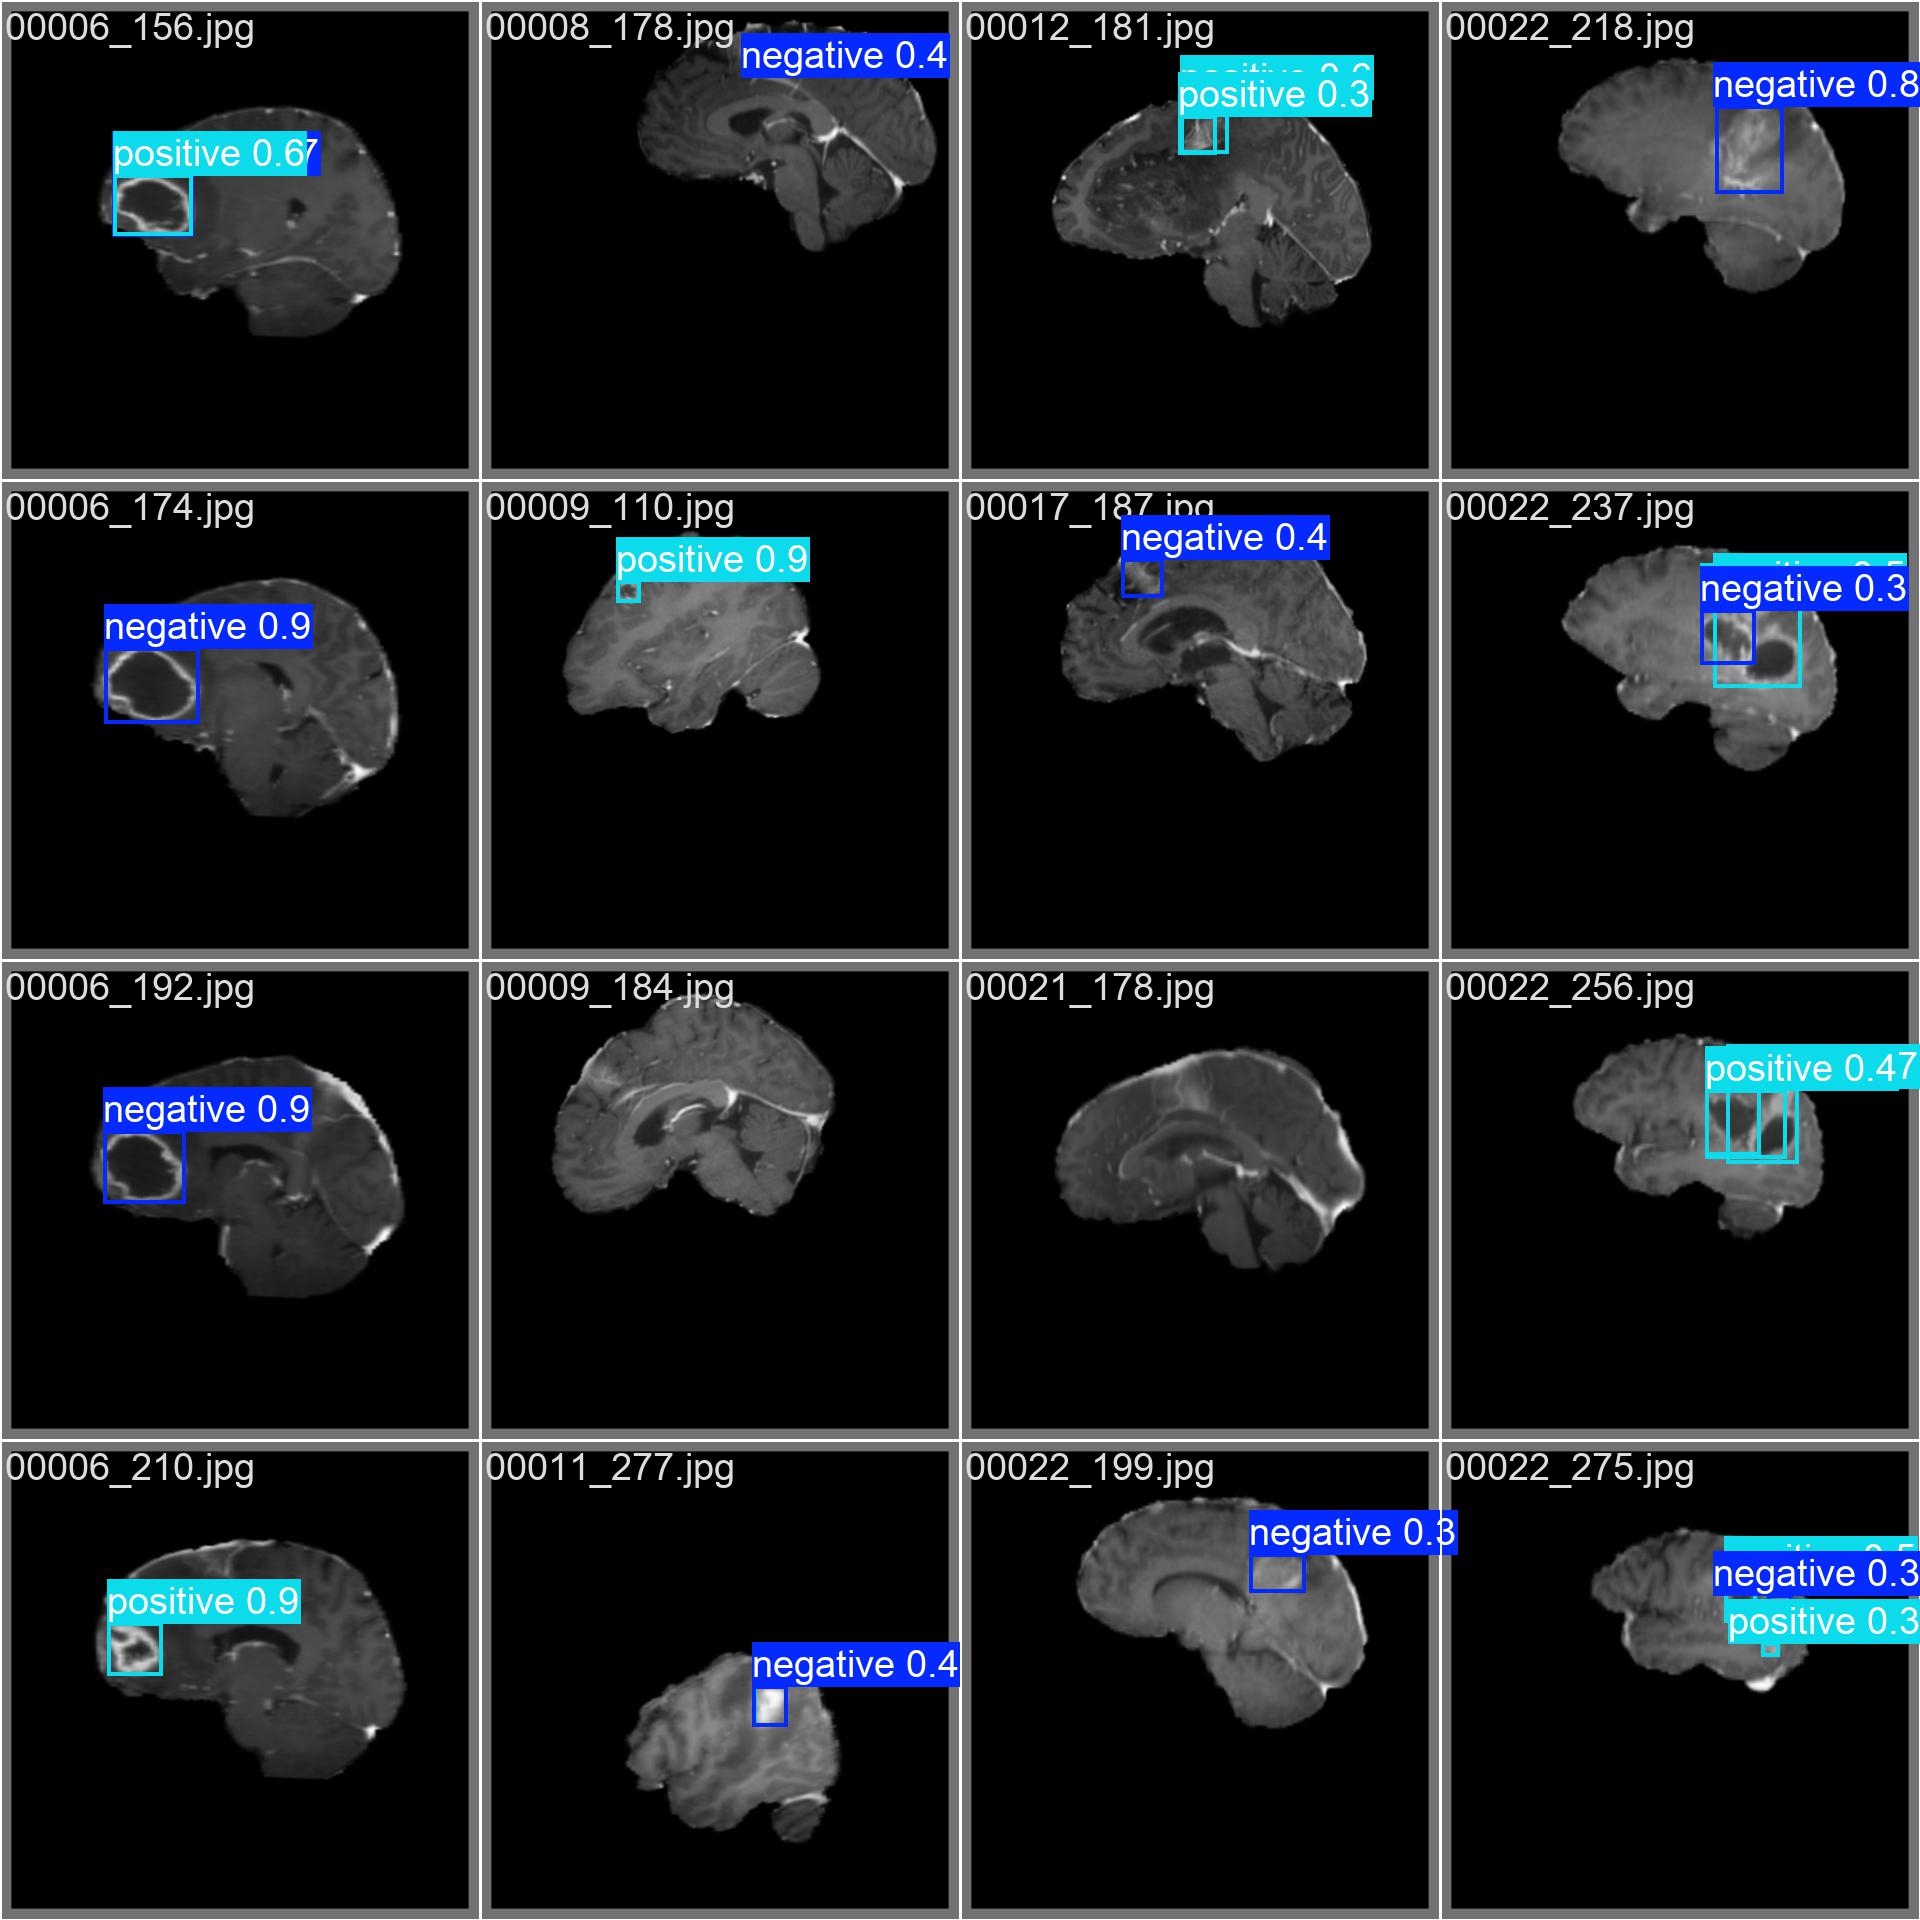 00006_156.jpg
positive 0.67
00008_178.jpg
negative 0.4
00012_181.jpg
positive 0.3
00022_218.jpg
negative 0.8
00006_174.jpg
negative 0.9
00009_110.jpg
positive 0.9
00017_187.jpg
negative 0.4
00022_237.jpg
negative 0.3
00006_192.jpg
negative 0.9
00009_184.jpg
00021_178.jpg
00022_256.jpg
positive 0.47
00006_210.jpg
positive 0.9
00011_277.jpg
negative 0.4
00022_199.jpg
negative 0.3
00022_275.jpg
negative 0.3
positive 0.3